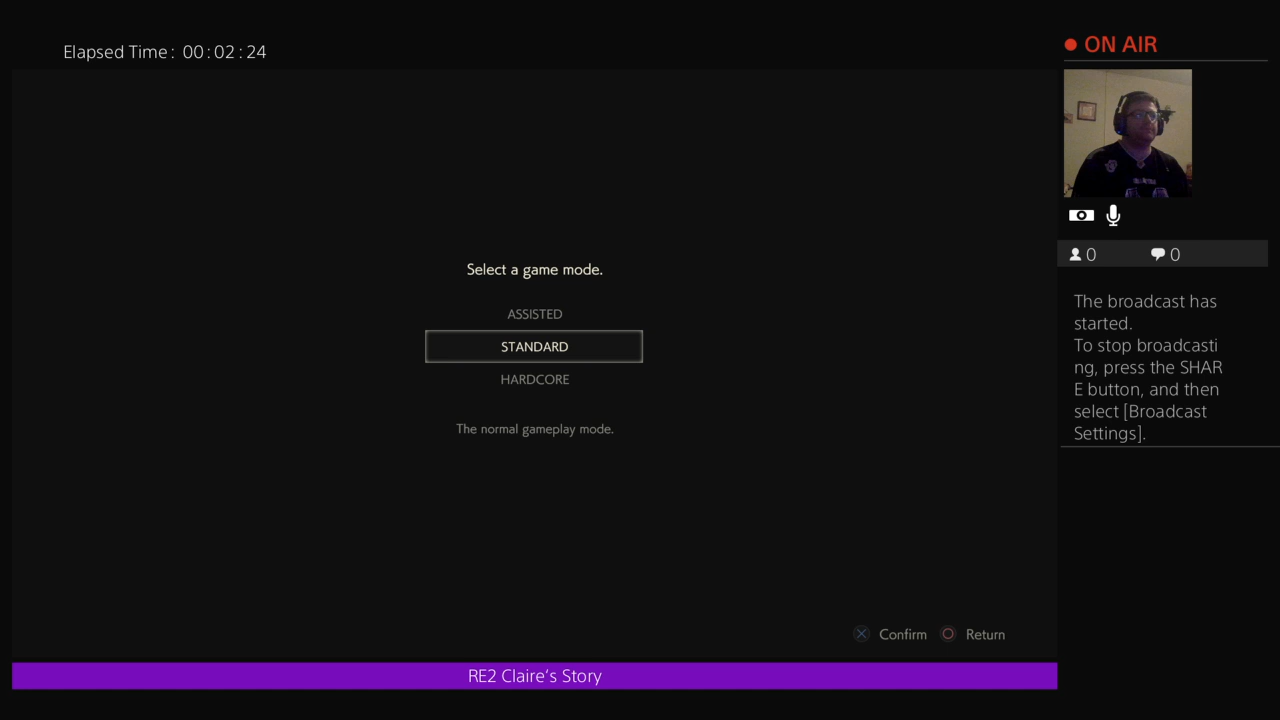 Elapsed Time: 00:02:24
ON AIR
0 0
The broadcast has
started.
To stop broadcasti
ng, press the SHAR
E button, and then
select [Broadcast
Settings].
Select a game mode.
ASSISTED
STANDARD
HARDCORE
The normal gameplay mode.
Confirm Return
RE2 Claire's Story